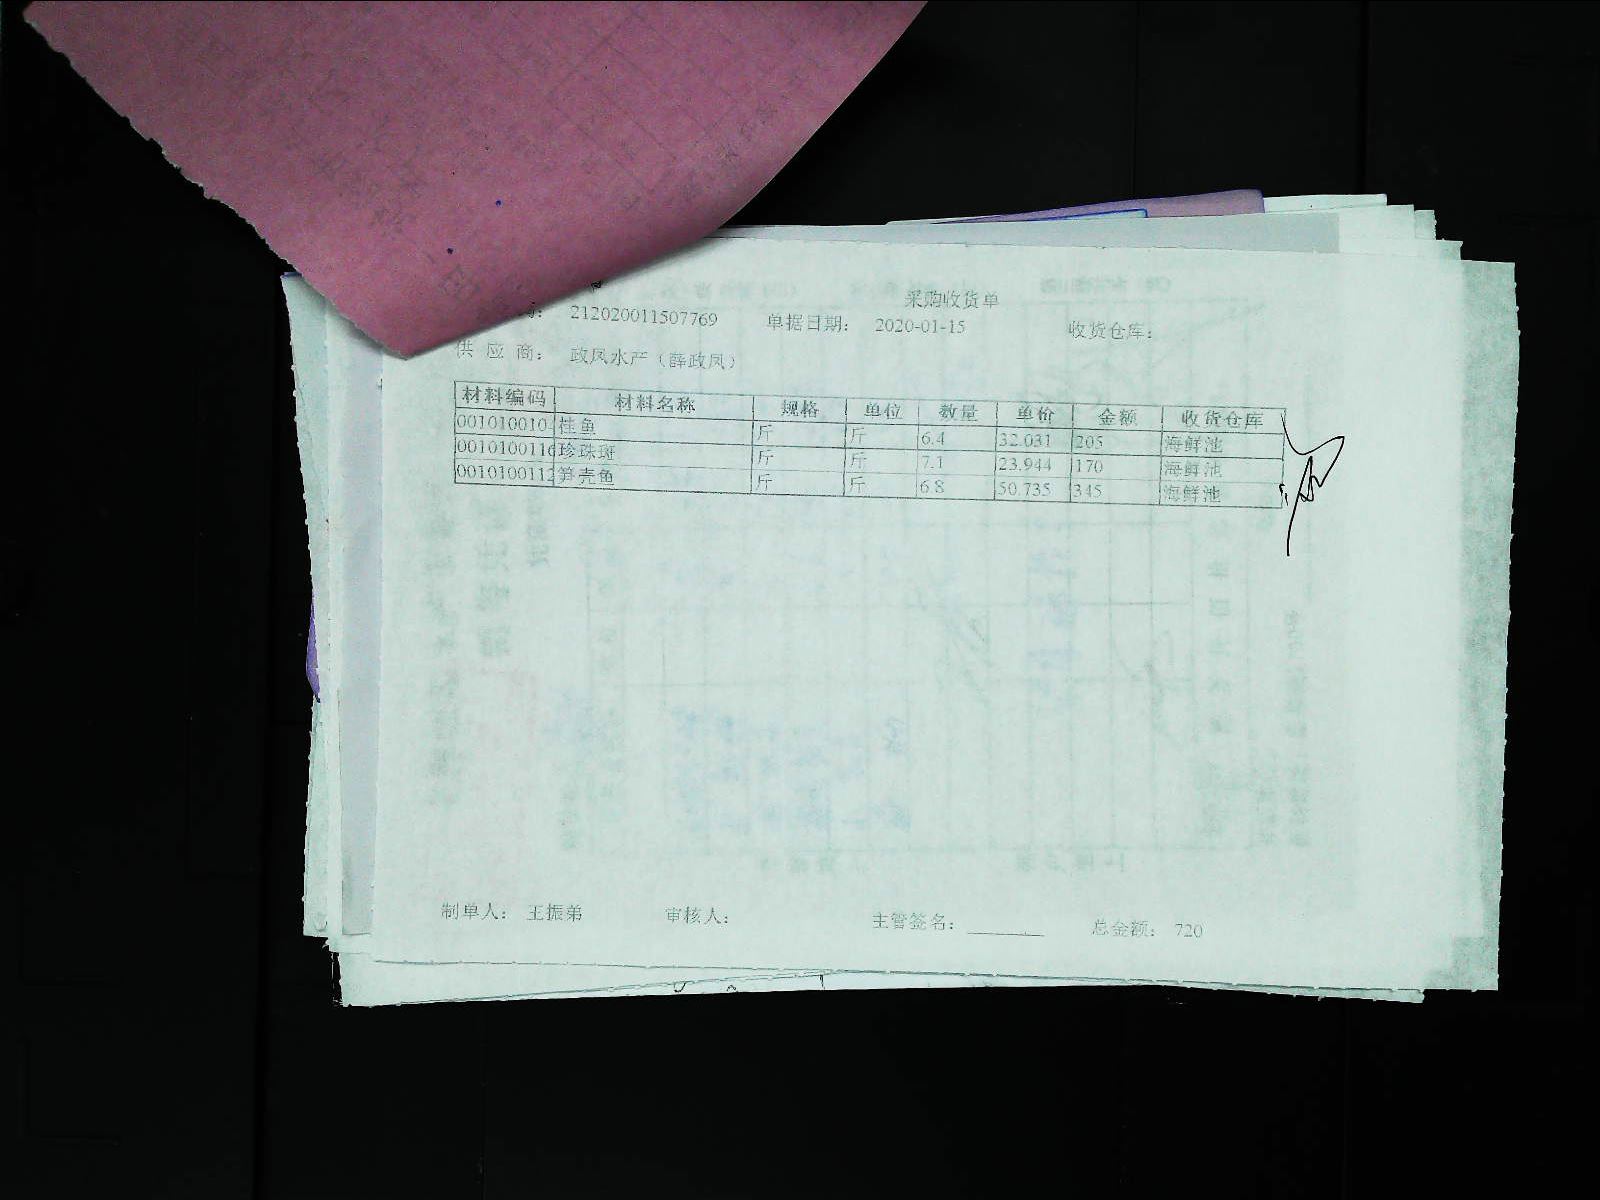 采购收货单
212020011507769 单据日期： 2020-01-15 收货仓库：
供 应 商： 政凤水产（薛政凤）
材料编码 材料名称 规格 单位 数量 单价 金额 收货仓库
001010010 桂鱼 斤 斤 6.4 32.031 205 海鲜池
001010011 珍珠斑 斤 斤 7.1 23.944 170 海鲜池
0010100112 笋壳鱼 斤 斤 6.8 50.735 345 海鲜池
制单人： 王振弟 审核人： 主管签名： 总金额： 720